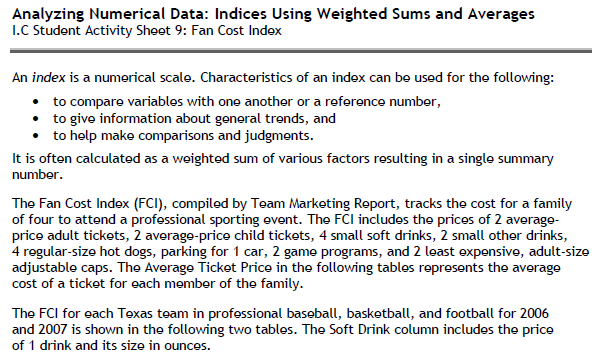 Analyzing Numerical Data: Indices Using Weighted Sums and Averages
I.C Student Activity Sheet 9: Fan Cost Index
An index is a numerical scale. Characteristics of an index can be used for the following:
• to compare variables with one another or a reference number,
• to give information about general trends, and
• to help make comparisons and judgments.
It is often calculated as a weighted sum of various factors resulting in a single summary
number.
The Fan Cost Index (FCI), compiled by Team Marketing Report, tracks the cost for a family
of four to attend a professional sporting event. The FCI includes the prices of 2 average-
price adult tickets, 2 average-price child tickets, 4 small soft drinks, 2 small other drinks,
4 regular-size hot dogs, parking for 1 car, 2 game programs, and 2 least expensive, adult-size
adjustable caps. The Average Ticket Price in the following tables represents the average
cost of a ticket for each member of the family.
The FCI for each Texas team in professional baseball, basketball, and football for 2006
and 2007 is shown in the following two tables. The Soft Drink column includes the price
of 1 drink and its size in ounces.